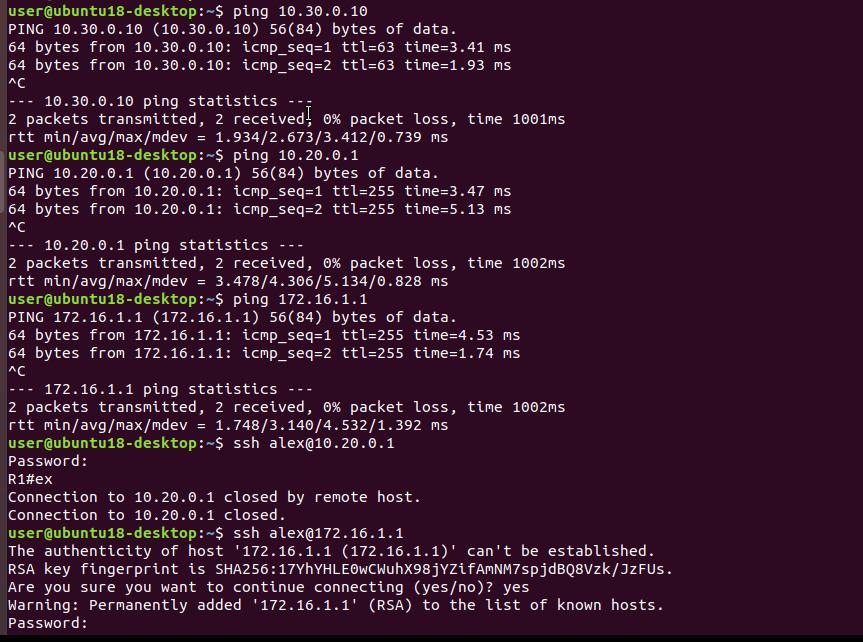 user@ubuntu18-desktop:~$ ping 10.30.0.10
PING 10.30.0.10 (10.30.0.10) 56(84) bytes of data.
64 bytes from 10.30.0.10: icmp_seq=1 ttl=63 time=3.41 ms
64 bytes from 10.30.0.10: icmp_seq=2 ttl=63 time=1.93 ms
^C
--- 10.30.0.10 ping statistics ---
2 packets transmitted, 2 received, 0% packet loss, time 1001ms
rtt min/avg/max/mdev = 1.934/2.673/3.412/0.739 ms
user@ubuntu18-desktop:~$ ping 10.20.0.1
PING 10.20.0.1 (10.20.0.1) 56(84) bytes of data.
64 bytes from 10.20.0.1: icmp_seq=1 ttl=255 time=3.47 ms
64 bytes from 10.20.0.1: icmp_seq=2 ttl=255 time=5.13 ms
^C
--- 10.20.0.1 ping statistics ---
2 packets transmitted, 2 received, 0% packet loss, time 1002ms
rtt min/avg/max/mdev = 3.478/4.306/5.134/0.828 ms
user@ubuntu18-desktop:~$ ping 172.16.1.1
PING 172.16.1.1 (172.16.1.1) 56(84) bytes of data.
64 bytes from 172.16.1.1: icmp_seq=1 ttl=255 time=4.53 ms
64 bytes from 172.16.1.1: icmp_seq=2 ttl=255 time=1.74 ms
^C
--- 172.16.1.1 ping statistics ---
2 packets transmitted, 2 received, 0% packet loss, time 1002ms
rtt min/avg/max/mdev = 1.748/3.140/4.532/1.392 ms
user@ubuntu18-desktop:~$ ssh alex@10.20.0.1
Password:
R1#ex
Connection to 10.20.0.1 closed by remote host.
Connection to 10.20.0.1 closed.
user@ubuntu18-desktop:~$ ssh alex@172.16.1.1
The authenticity of host '172.16.1.1 (172.16.1.1)' can't be established.
RSA key fingerprint is SHA256:17YhYHLE0wCWuhX98jYZifAmNM7spjdBQ8Vzk/JzFUs.
Are you sure you want to continue connecting (yes/no)? yes
Warning: Permanently added '172.16.1.1' (RSA) to the list of known hosts.
Password: